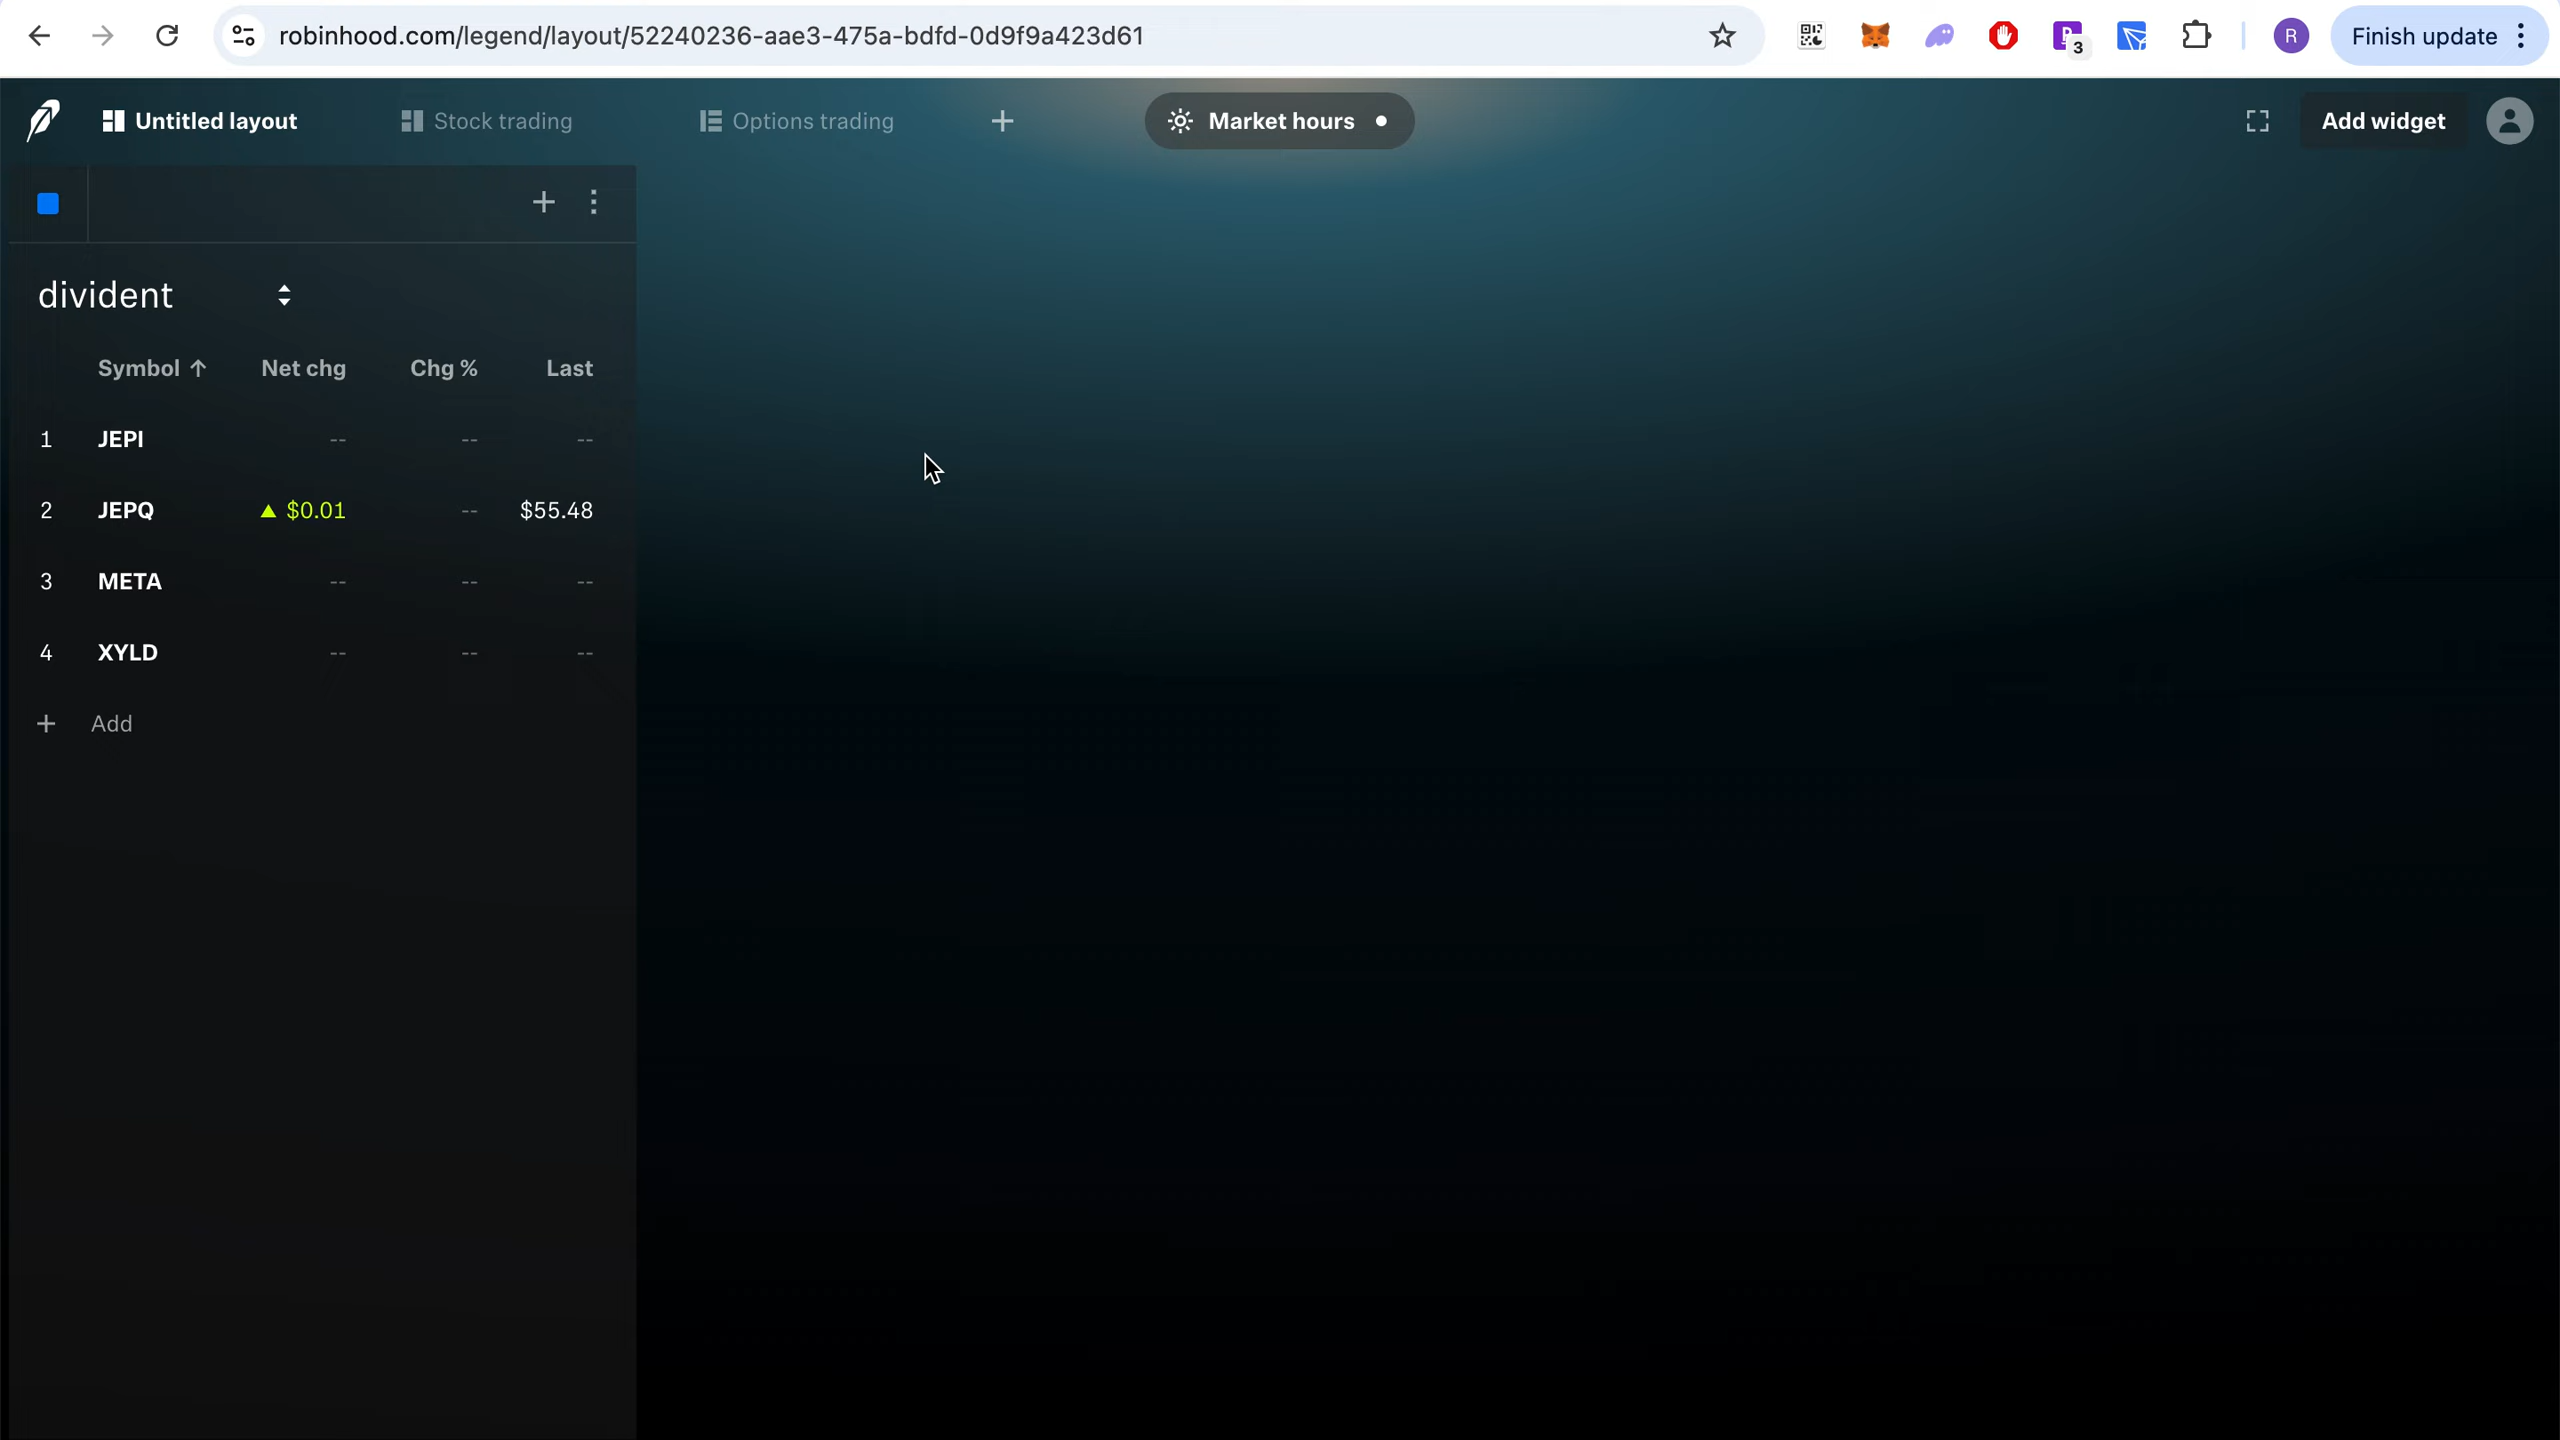 robinhood.com/legend/layout/52240236-aae3-475a-bdfd-0d9f9a423d61
3
R
Finish update
Untitled layout
Stock trading
Options trading
Market hours
Add widget
divident
Symbol ↑ Net chg Chg % Last
1 JEPI -- -- --
2 JEPQ ▲ $0.01 -- $55.48
3 META -- -- --
4 XYLD -- -- --
+ Add